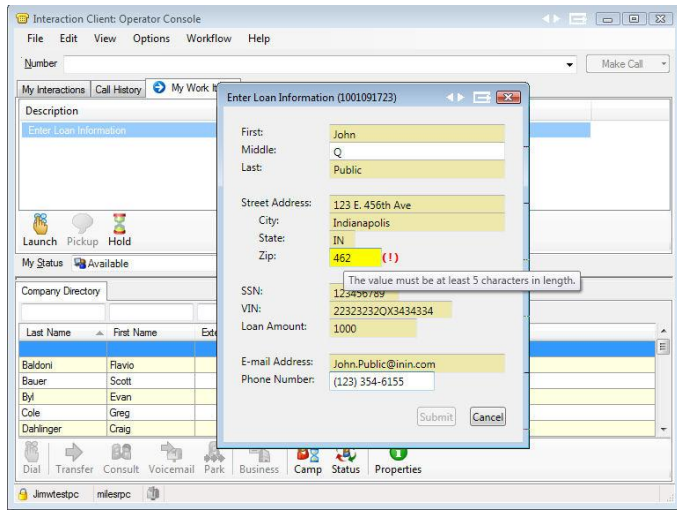 Interaction Client: Operator Console
File Edit View Options Workflow Help
Number Make Call
My Interactions Call History My Work
Description
Enter Loan Information
Launch Pickup Hold
My Status Available
Company Directory
Last Name First Name
Baldoni Flavio
Bauer Scott
Byl Evan
Cole Greg
Dahlinger Craig
Dial Transfer Consult Voicemail Park Business Camp Status Properties
Jimwtestpc milesrpc
Enter Loan Information (1001091723)
First: John
Middle: Q
Last: Public
Street Address: 123 E. 456th Ave
City: Indianapolis
State: IN
Zip: 462 (!)
The value must be at least 5 characters in length.
SSN: 123456789
VIN: 22323232QX3434334
Loan Amount: 1000
E-mail Address: John.Public@inin.com
Phone Number: (123) 354-6155
Submit Cancel